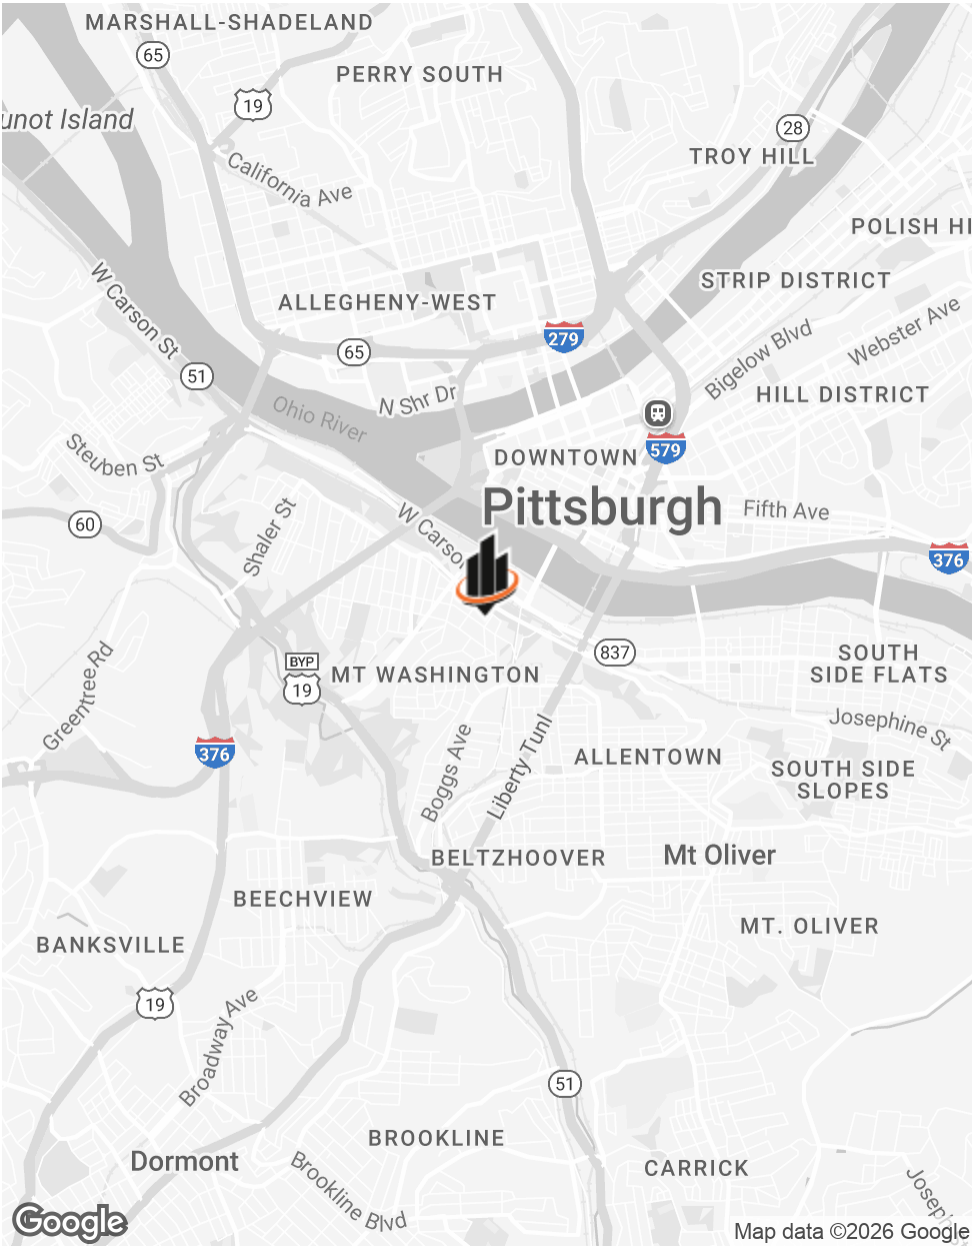 MARSHALL-SHADELAND
65
PERRY SOUTH
19
unot Island
28
TROY HILL
California Ave
POLISH HI
STRIP DISTRICT
W Carson St
ALLEGHENY-WEST
279
65
Webster Ave
Bigelow Blvd
51
N Shr Dr
HILL DISTRICT
Ohio River
579
Steuben St
DOWNTOWN
Pittsburgh
Fifth Ave
60
Shaler St
W Carso
376
837
SOUTH
SIDE FLATS
BYP
19
MT WASHINGTON
Greentree Rd
Josephine St
376
Boggs Ave
Liberty Tunl
ALLENTOWN
SOUTH SIDE
SLOPES
BELTZHOOVER
Mt Oliver
BEECHVIEW
MT. OLIVER
BANKSVILLE
19
Broadway Ave
51
BROOKLINE
Dormont
CARRICK
Brookline Blvd
Joseph
Google
Map data ©2026 Google